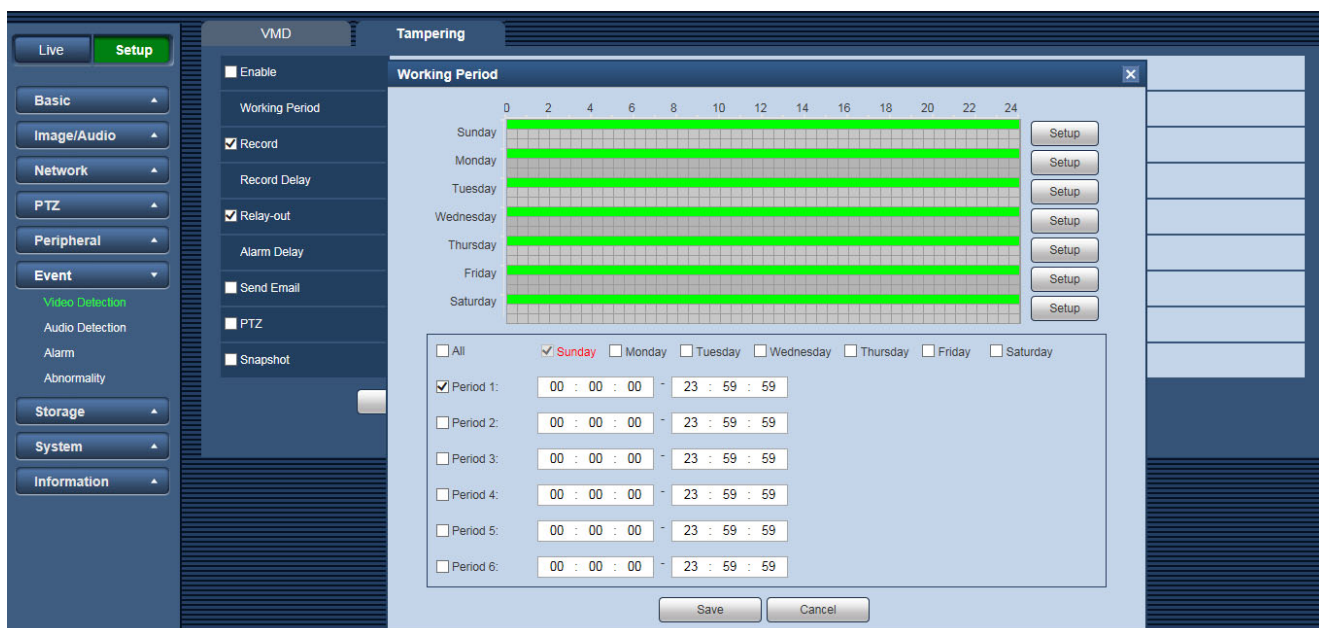 Live Setup
Basic
Image/Audio
Network
PTZ
Peripheral
Event
Video Detection
Audio Detection
Alarm
Abnormality
Storage
System
Information
VMD Tampering
Enable
Working Period
Record
Record Delay
Relay-out
Alarm Delay
Send Email
PTZ
Snapshot
Working Period
0 2 4 6 8 10 12 14 16 18 20 22 24
Sunday Setup
Monday Setup
Tuesday Setup
Wednesday Setup
Thursday Setup
Friday Setup
Saturday Setup
All Sunday Monday Tuesday Wednesday Thursday Friday Saturday
Period 1: 00 : 00 : 00 - 23 : 59 : 59
Period 2: 00 : 00 : 00 - 23 : 59 : 59
Period 3: 00 : 00 : 00 - 23 : 59 : 59
Period 4: 00 : 00 : 00 - 23 : 59 : 59
Period 5: 00 : 00 : 00 - 23 : 59 : 59
Period 6: 00 : 00 : 00 - 23 : 59 : 59
Save Cancel